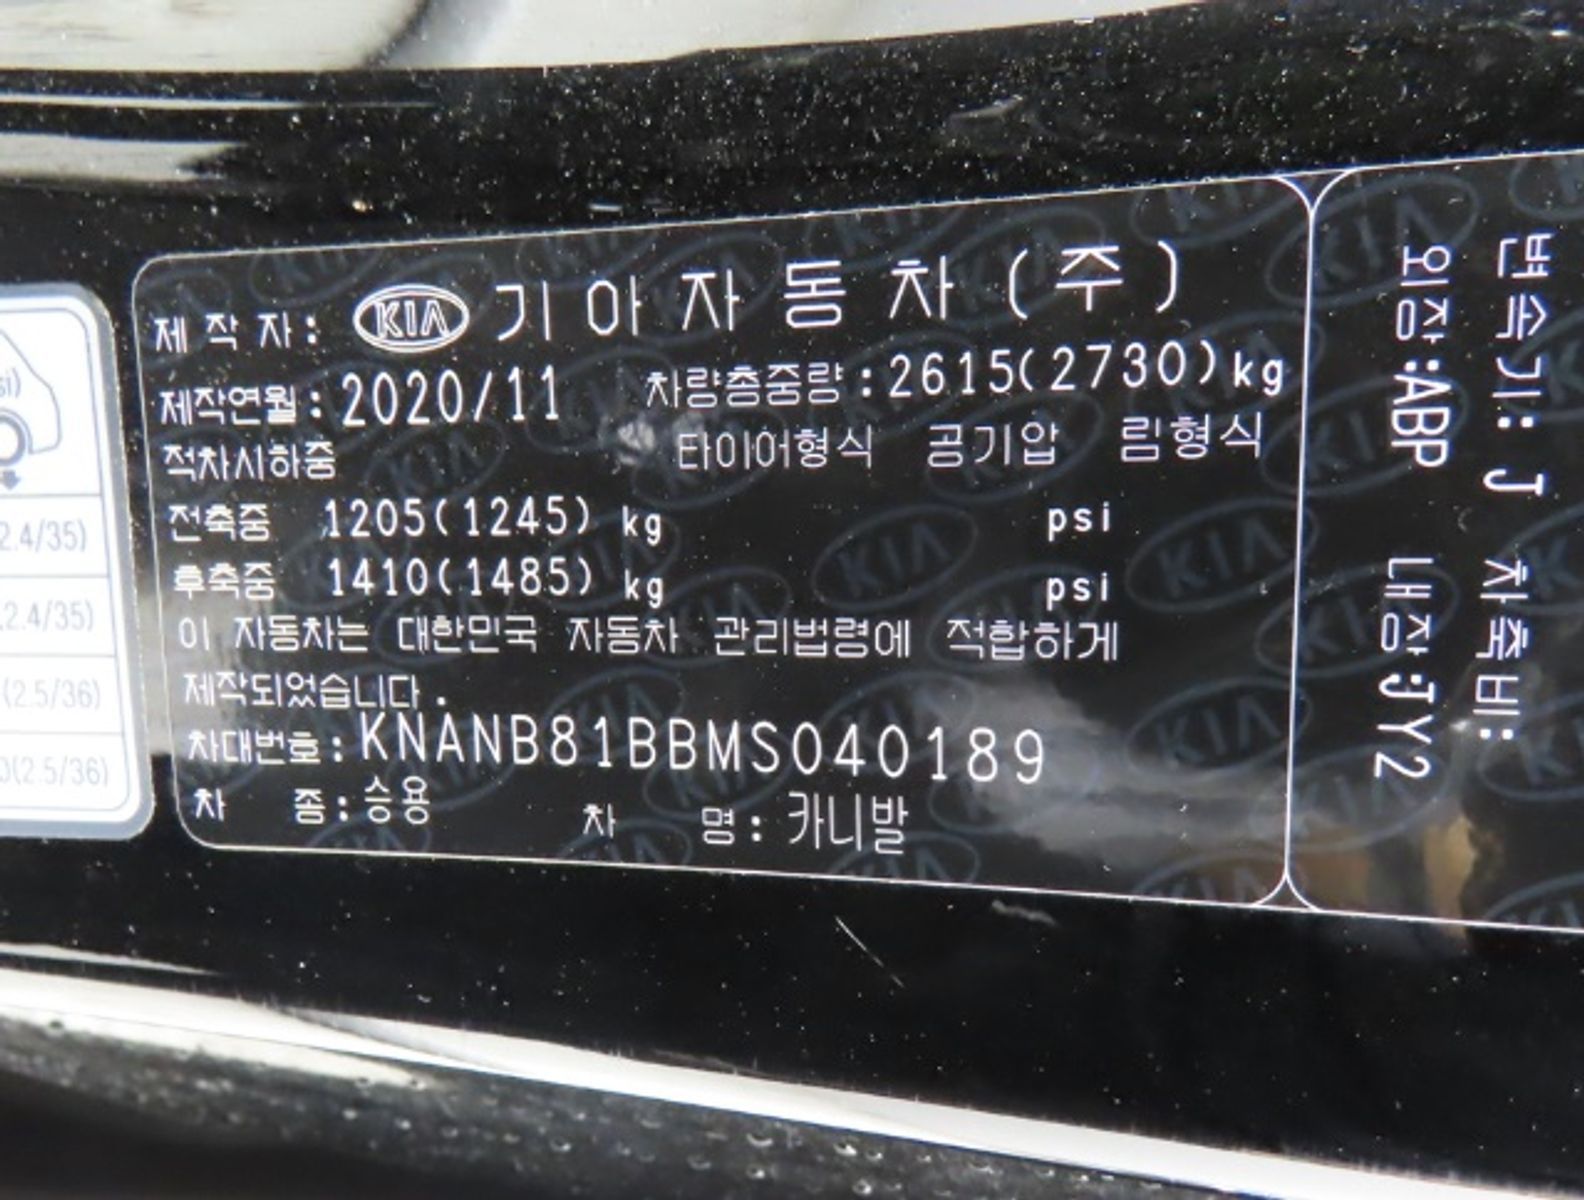 제작자: KIA 기아자동차(주)
제작연월: 2020/11 차량총중량: 2615(2730)kg
적차시하중 타이어형식 공기압 림형식
전축중 1205(1245) kg psi
후축중 1410(1485) kg psi
이 자동차는 대한민국 자동차 관리법령에 적합하게
제작되었습니다.
차대번호: KNANB81BBMS040189
차 종: 승용 차 명: 카니발
변속기: J 차축비:
외장:ABP 내장:JY2
si)
2.4/35)
2.4/35)
(2.5/36)
0(2.5/36)